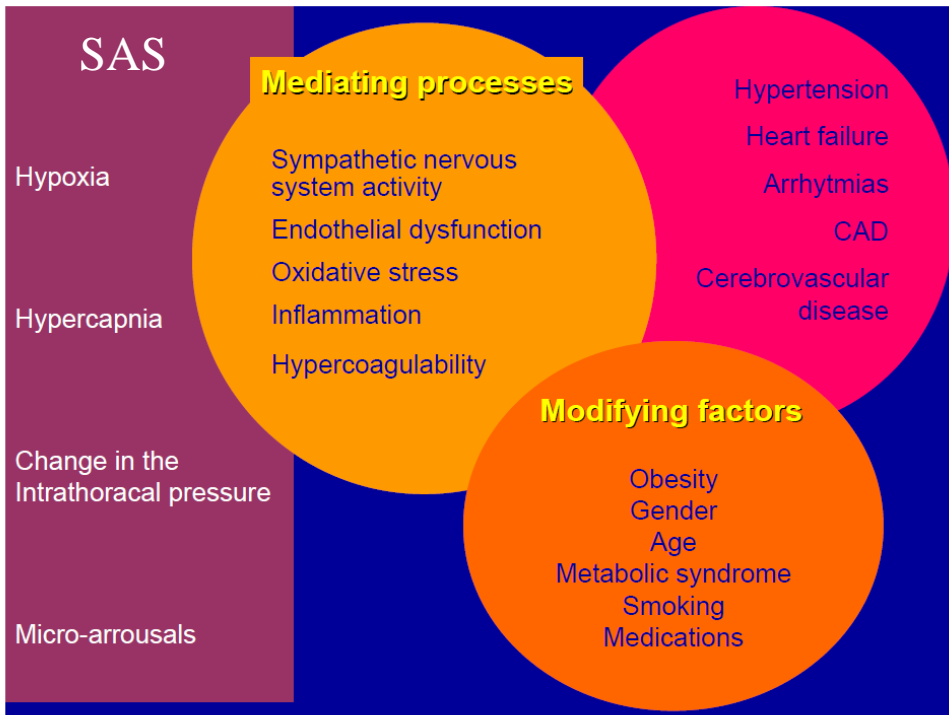 SAS
Hypoxia
Hypercapnia
Change in the
Intrathoracal pressure
Micro-arrousals
Mediating processes
Sympathetic nervous
system activity
Endothelial dysfunction
Oxidative stress
Inflammation
Hypercoagulability
Hypertension
Heart failure
Arrhytmias
CAD
Cerebrovascular
disease
Modifying factors
Obesity
Gender
Age
Metabolic syndrome
Smoking
Medications